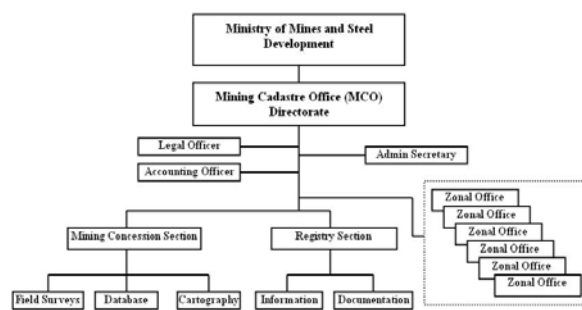 Ministry of Mines and Steel
Development
Mining Cadastre Office (MCO)
Directorate
Legal Officer
Admin Secretary
Accounting Officer
Zonal Office
Zonal Office
Zonal Office
Zonal Office
Zonal Office
Zonal Office
Mining Concession Section
Registry Section
Field Surveys
Database
Cartography
Information
Documentation